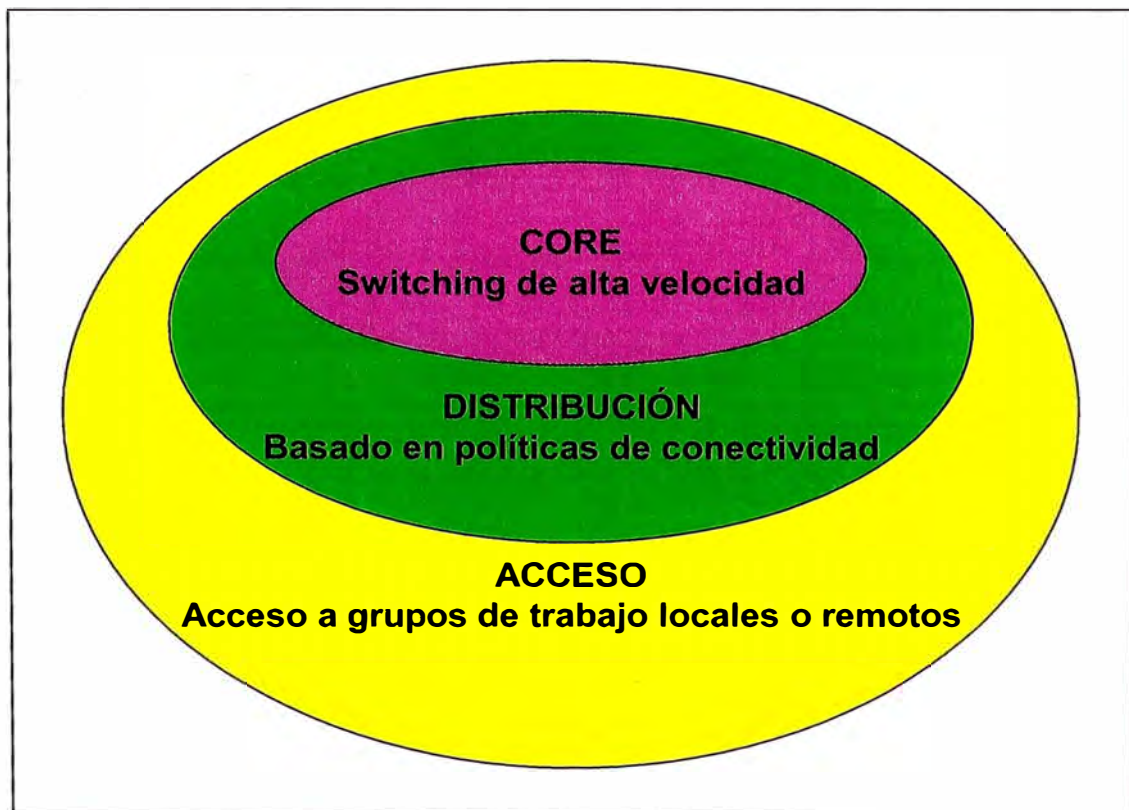 CORE
Switching de alta velocidad
DISTRIBUCIÓN
Basado en políticas de conectividad
ACCESO
Acceso a grupos de trabajo locales o remotos